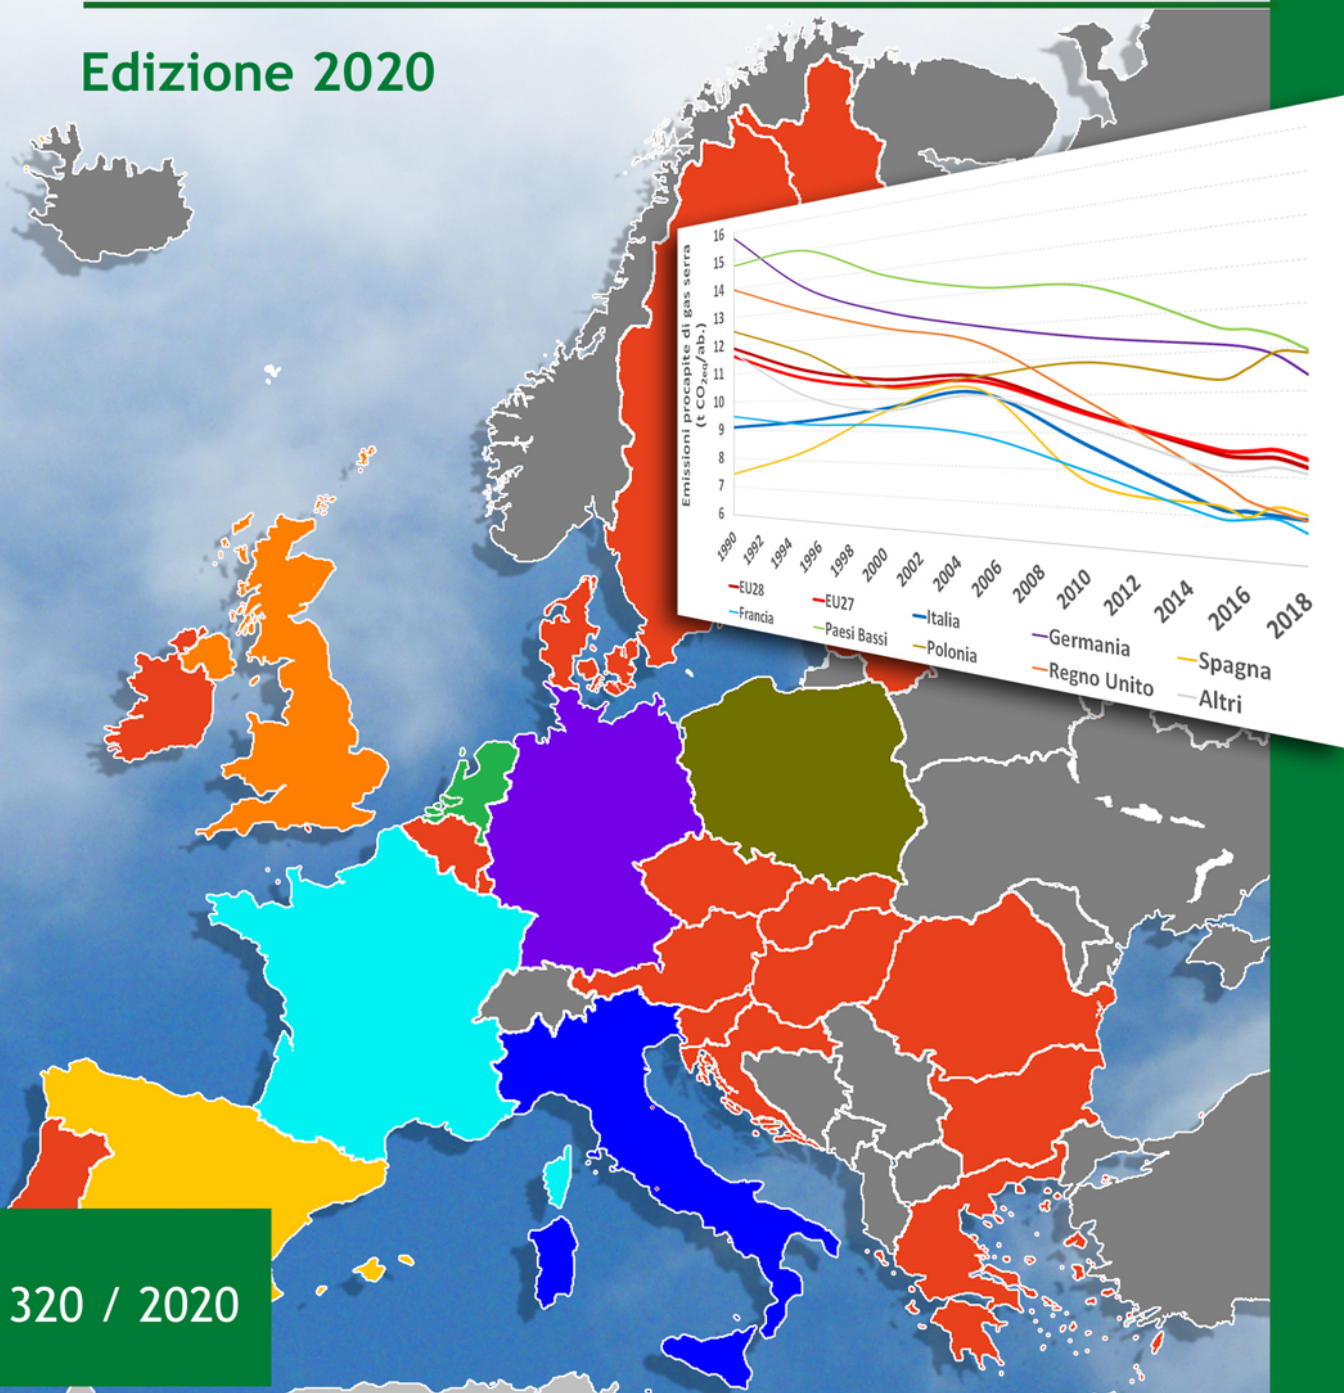 Edizione 2020
Emissioni procapite di gas serra
(t CO₂eq/ab.)
16
15
14
13
12
11
10
9
8
7
6
1990
1992
1994
1996
1998
2000
2002
2004
2006
2008
2010
2012
2014
2016
2018
EU28
EU27
Italia
Germania
Spagna
Francia
Paesi Bassi
Polonia
Regno Unito
Altri
320 / 2020